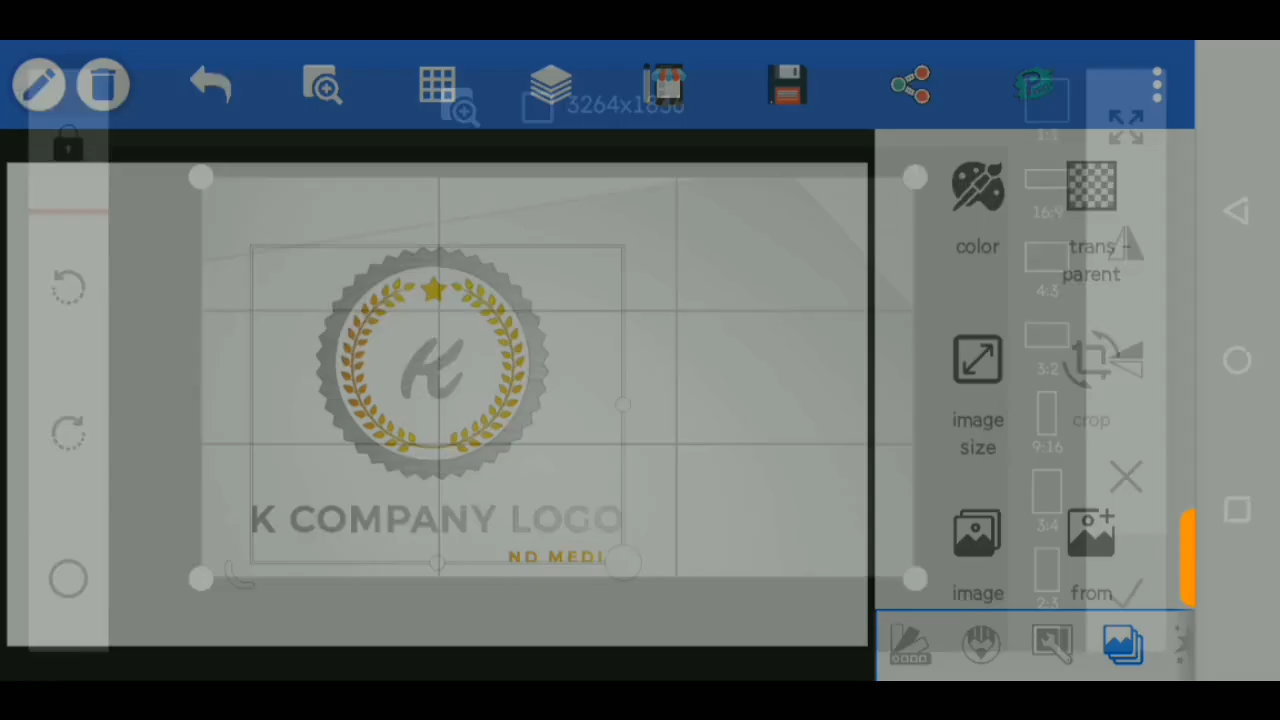 3264x1836
1:1
16:9
color
trans-
parent
4:3
3:2
image
size
crop
9:16
K COMPANY LOGO
ND MEDI
3:4
image
from
2:3